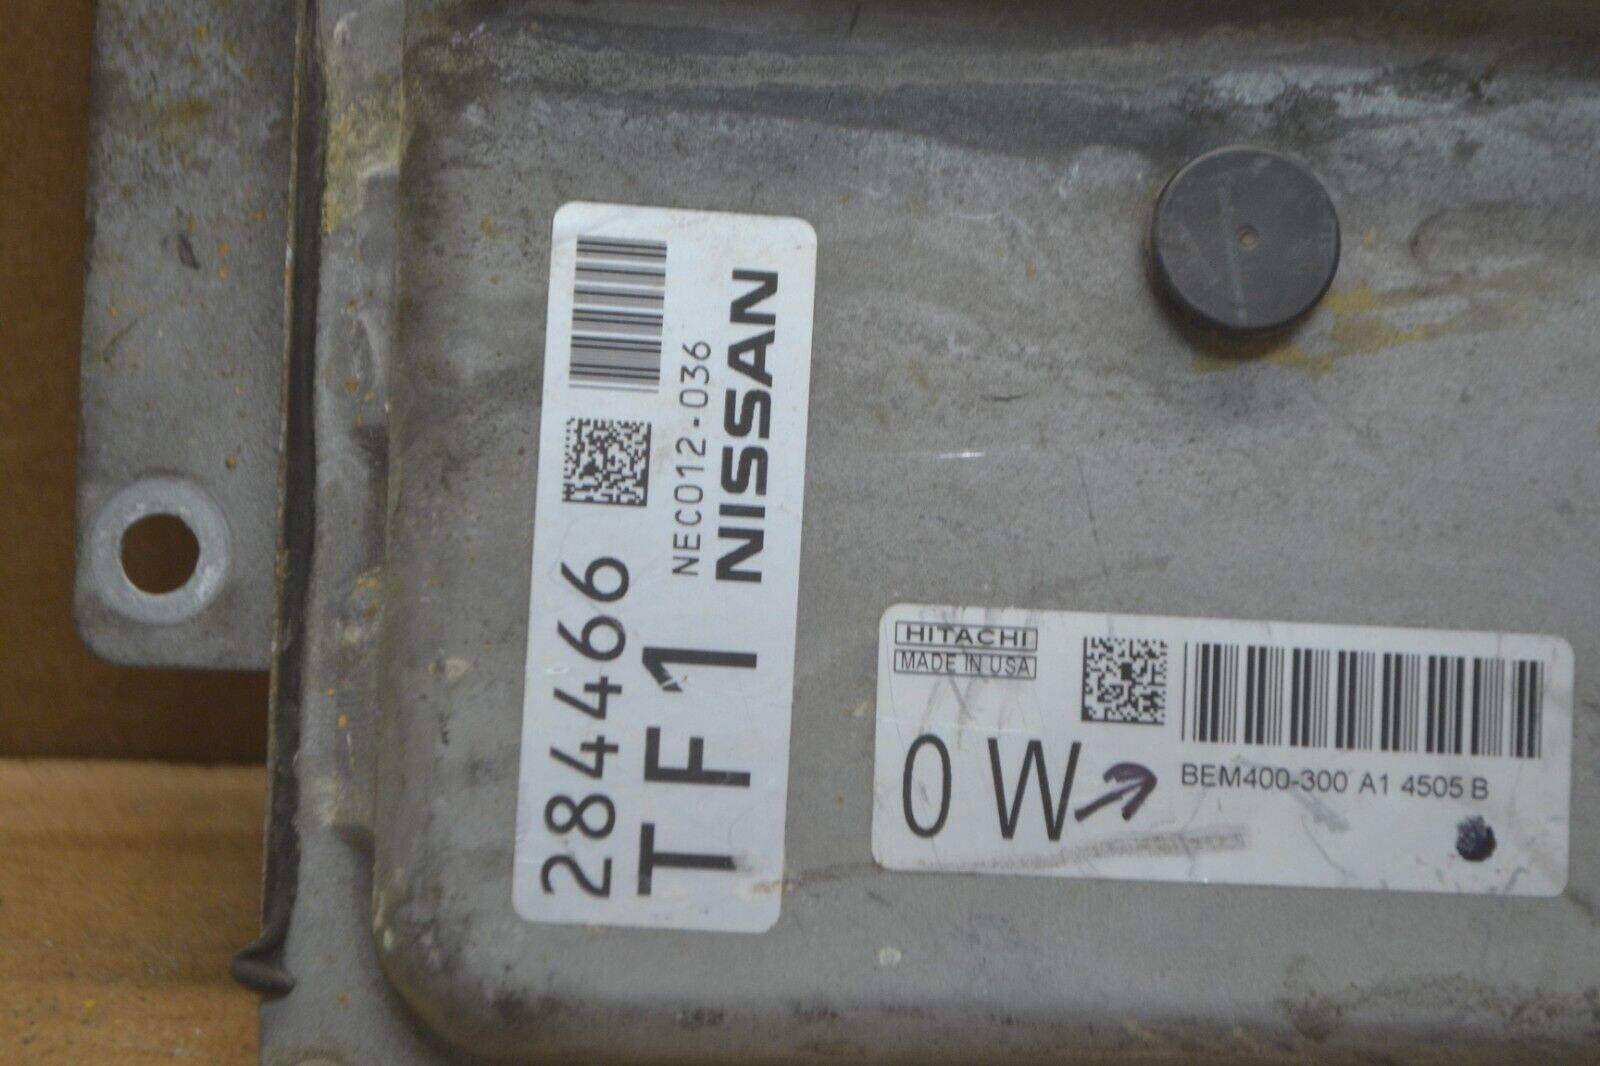 284466
TF1
NEC012-036
NISSAN
HITACHI
MADE IN USA
0 W
BEM400-300 A1 4505 B